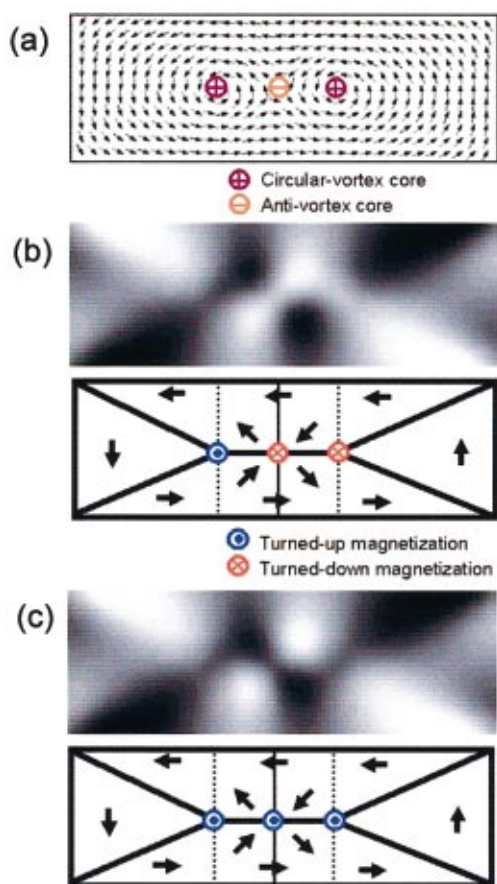 (a)
Circular-vortex core
Anti-vortex core
(b)
Turned-up magnetization
Turned-down magnetization
(c)